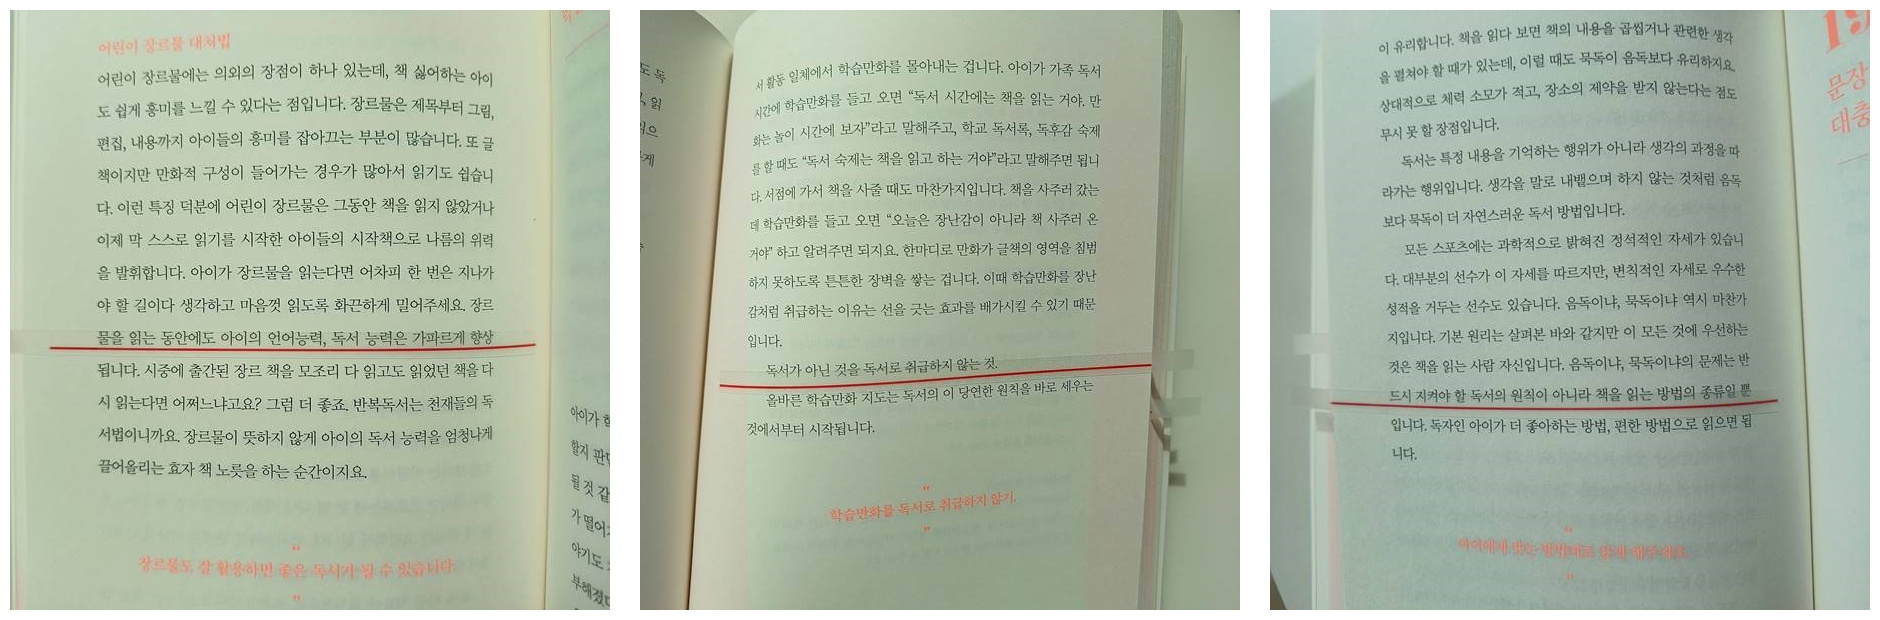 어린이 장르물 대처법
어린이 장르물에는 의외의 장점이 하나 있는데, 책 싫어하는 아이
도 쉽게 흥미를 느낄 수 있다는 점입니다. 장르물은 제목부터 그림,
편집, 내용까지 아이들의 흥미를 잡아끄는 부분이 많습니다. 또 글
책이지만 만화적 구성이 들어가는 경우가 많아서 읽기도 쉽습니
다. 이런 특징 덕분에 어린이 장르물은 그동안 책을 읽지 않았거나
이제 막 스스로 읽기를 시작한 아이들의 시작책으로 나름의 위력
을 발휘합니다. 아이가 장르물을 읽는다면 어차피 한 번은 지나가
야 할 길이다 생각하고 마음껏 읽도록 화끈하게 밀어주세요. 장르
물을 읽는 동안에도 아이의 언어능력, 독서 능력은 가파르게 향상
됩니다. 시중에 출간된 장르 책을 모조리 다 읽고도 읽었던 책을 다
시 읽는다면 어쩌느냐고요? 그럼 더 좋죠. 반복독서는 천재들의 독
서법이니까요. 장르물이 뜻하지 않게 아이의 독서 능력을 엄청나게
끌어올리는 효자 책 노릇을 하는 순간이지요.
“
장르물도 잘 활용하면 좋은 독서가 될 수 있습니다.
”
아이가 학
할지 판단
될 것 같
가 떨어지
야기도
부해졌다
도 독
, 읽
읽으
게
서 활동 일체에서 학습만화를 몰아내는 겁니다. 아이가 가족 독서
시간에 학습만화를 들고 오면 “독서 시간에는 책을 읽는 거야. 만
화는 놀이 시간에 보자”라고 말해주고, 학교 독서록, 독후감 숙제
를 할 때도 “독서 숙제는 책을 읽고 하는 거야”라고 말해주면 됩니
다. 서점에 가서 책을 사줄 때도 마찬가지입니다. 책을 사주러 갔는
데 학습만화를 들고 오면 “오늘은 장난감이 아니라 책 사주러 온
거야” 하고 알려주면 되지요. 한마디로 만화가 글책의 영역을 침범
하지 못하도록 튼튼한 장벽을 쌓는 겁니다. 이때 학습만화를 장난
감처럼 취급하는 이유는 선을 긋는 효과를 배가시킬 수 있기 때문
입니다.
독서가 아닌 것을 독서로 취급하지 않는 것.
올바른 학습만화 지도는 독서의 이 당연한 원칙을 바로 세우는
것에서부터 시작됩니다.
“
학습만화를 독서로 취급하지 않기.
”
이 유리합니다. 책을 읽다 보면 책의 내용을 곱씹거나 관련한 생각
을 펼쳐야 할 때가 있는데, 이럴 때도 묵독이 음독보다 유리하지요.
상대적으로 체력 소모가 적고, 장소의 제약을 받지 않는다는 점도
무시 못 할 장점입니다.
독서는 특정 내용을 기억하는 행위가 아니라 생각의 과정을 따
라가는 행위입니다. 생각을 말로 내뱉으며 하지 않는 것처럼 음독
보다 묵독이 더 자연스러운 독서 방법입니다.
모든 스포츠에는 과학적으로 밝혀진 정석적인 자세가 있습니
다. 대부분의 선수가 이 자세를 따르지만, 변칙적인 자세로 우수한
성적을 거두는 선수도 있습니다. 음독이냐, 묵독이냐 역시 마찬가
지입니다. 기본 원리는 살펴본 바와 같지만 이 모든 것에 우선하는
것은 책을 읽는 사람 자신입니다. 음독이냐, 묵독이냐의 문제는 반
드시 지켜야 할 독서의 원칙이 아니라 책을 읽는 방법의 종류일 뿐
입니다. 독자인 아이가 더 좋아하는 방법, 편한 방법으로 읽으면 됩
니다.
“
아이에게 맞는 방법대로 읽게 해주세요.
”
19
문장
대충